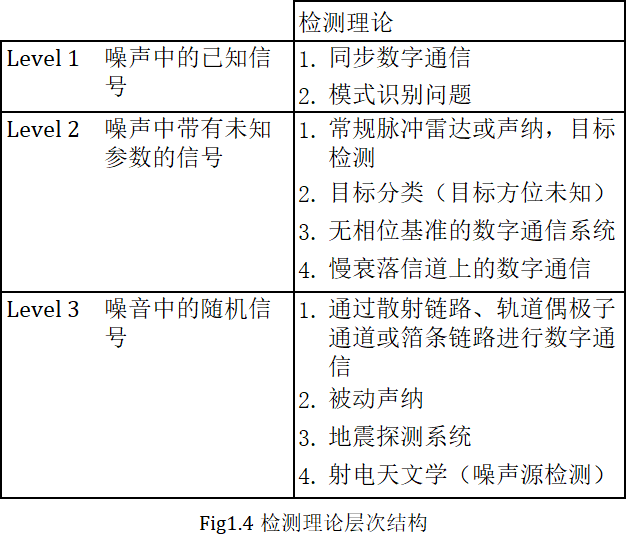 检测理论
Level 1 噪声中的已知信
号
1. 同步数字通信
2. 模式识别问题
Level 2 噪声中带有未知
参数的信号
1. 常规脉冲雷达或声纳，目标
检测
2. 目标分类（目标方位未知）
3. 无相位基准的数字通信系统
4. 慢衰落信道上的数字通信
Level 3 噪音中的随机信
号
1. 通过散射链路、轨道偶极子
通道或箔条链路进行数字通
信
2. 被动声纳
3. 地震探测系统
4. 射电天文学（噪声源检测）
Fig1.4 检测理论层次结构